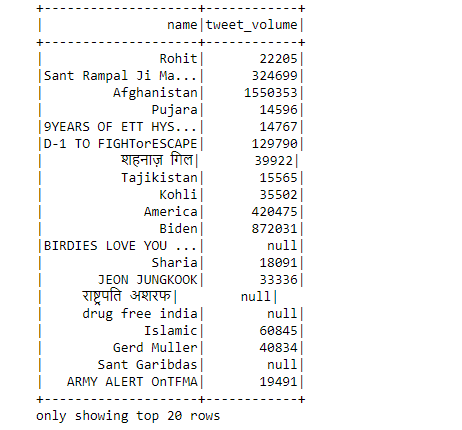 +--------------------+------------+
|                name|tweet_volume|
+--------------------+------------+
|               Rohit|       22205|
|Sant Rampal Ji Ma...|      324699|
|         Afghanistan|     1550353|
|              Pujara|       14596|
|9YEARS OF ETT HYS...|       14767|
|D-1 TO FIGHTorESCAPE|      129790|
|          शहनाज़ गिल|       39922|
|          Tajikistan|       15565|
|               Kohli|       35502|
|             America|      420475|
|               Biden|      872031|
|BIRDIES LOVE YOU ...|        null|
|              Sharia|       18091|
|       JEON JUNGKOOK|       33336|
|     राष्ट्रपति अशरफ|        null|
|     drug free india|        null|
|             Islamic|       60845|
|         Gerd Muller|       40834|
|       Sant Garibdas|        null|
|   ARMY ALERT OnTFMA|       19491|
+--------------------+------------+
only showing top 20 rows